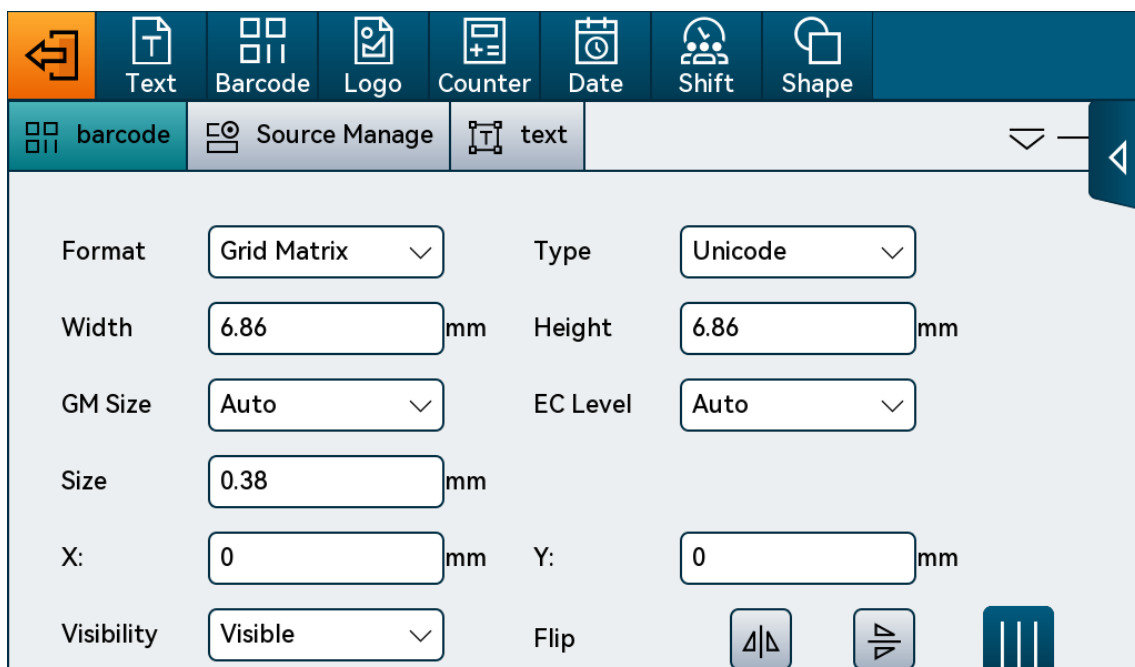 Text Barcode Logo Counter Date Shift Shape
barcode Source Manage text
Format Grid Matrix Type Unicode
Width 6.86 mm Height 6.86 mm
GM Size Auto EC Level Auto
Size 0.38 mm
X: 0 mm Y: 0 mm
Visibility Visible Flip